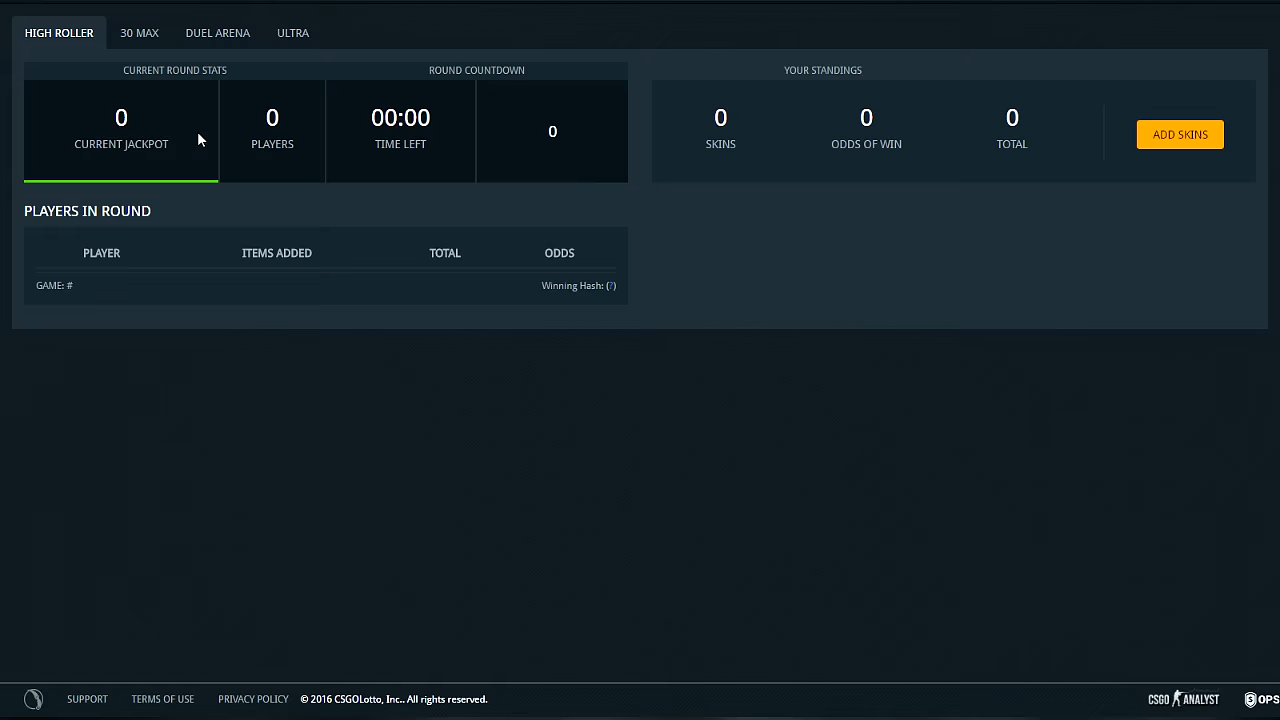 HIGH ROLLER 30 MAX DUEL ARENA ULTRA
CURRENT ROUND STATS ROUND COUNTDOWN YOUR STANDINGS
0 0 00:00 0 0 0 0
CURRENT JACKPOT PLAYERS TIME LEFT SKINS ODDS OF WIN TOTAL ADD SKINS
PLAYERS IN ROUND
PLAYER ITEMS ADDED TOTAL ODDS
GAME: # Winning Hash: (?)
SUPPORT TERMS OF USE PRIVACY POLICY © 2016 CSGOLotto, Inc.. All rights reserved. CSGO ANALYST OPS